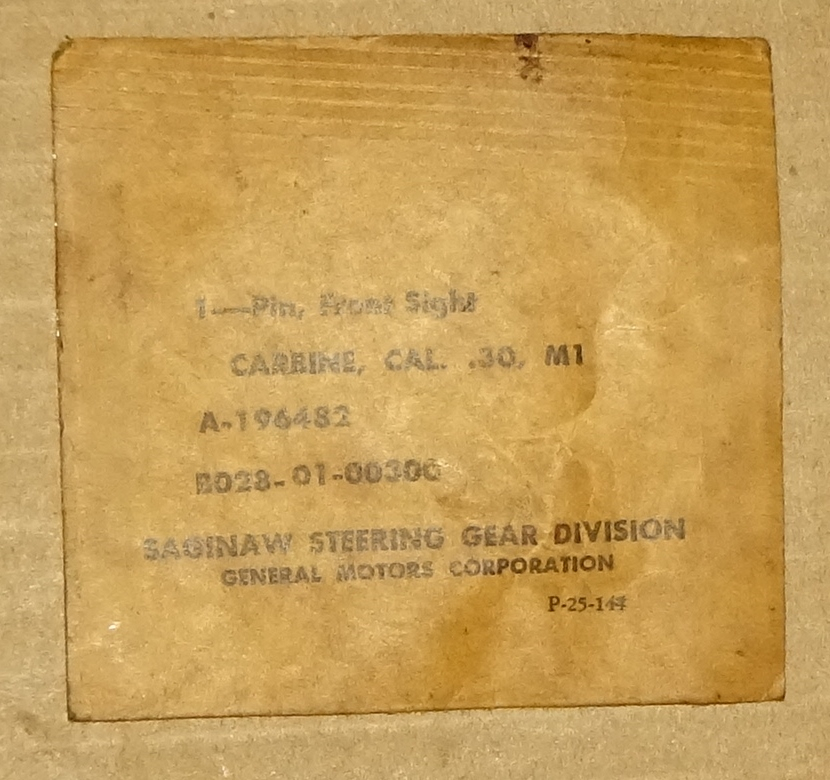 1—Pin, Front Sight
CARBINE, CAL. .30, M1
A-196482
B028-01-00300
SAGINAW STEERING GEAR DIVISION
GENERAL MOTORS CORPORATION
P-25-144